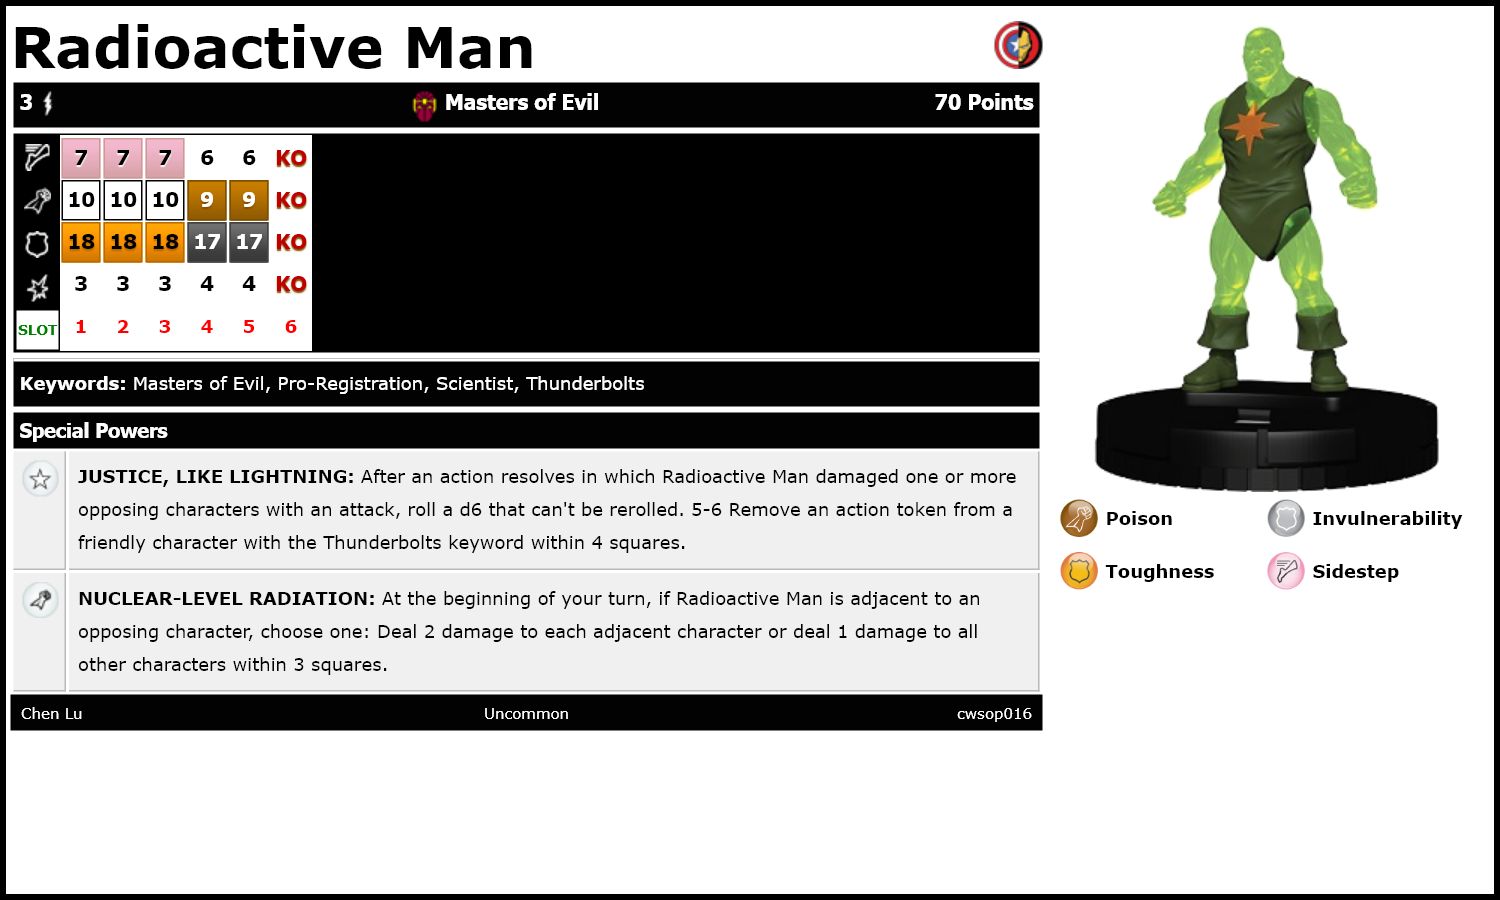 Radioactive Man
3 Masters of Evil 70 Points
7 7 7 6 6 KO
10 10 10 9 9 KO
18 18 18 17 17 KO
3 3 3 4 4 KO
SLOT 1 2 3 4 5 6
Keywords: Masters of Evil, Pro-Registration, Scientist, Thunderbolts
Special Powers
JUSTICE, LIKE LIGHTNING: After an action resolves in which Radioactive Man damaged one or more
opposing characters with an attack, roll a d6 that can't be rerolled. 5-6 Remove an action token from a
friendly character with the Thunderbolts keyword within 4 squares.
NUCLEAR-LEVEL RADIATION: At the beginning of your turn, if Radioactive Man is adjacent to an
opposing character, choose one: Deal 2 damage to each adjacent character or deal 1 damage to all
other characters within 3 squares.
Chen Lu Uncommon cwsop016
Poison Invulnerability
Toughness Sidestep